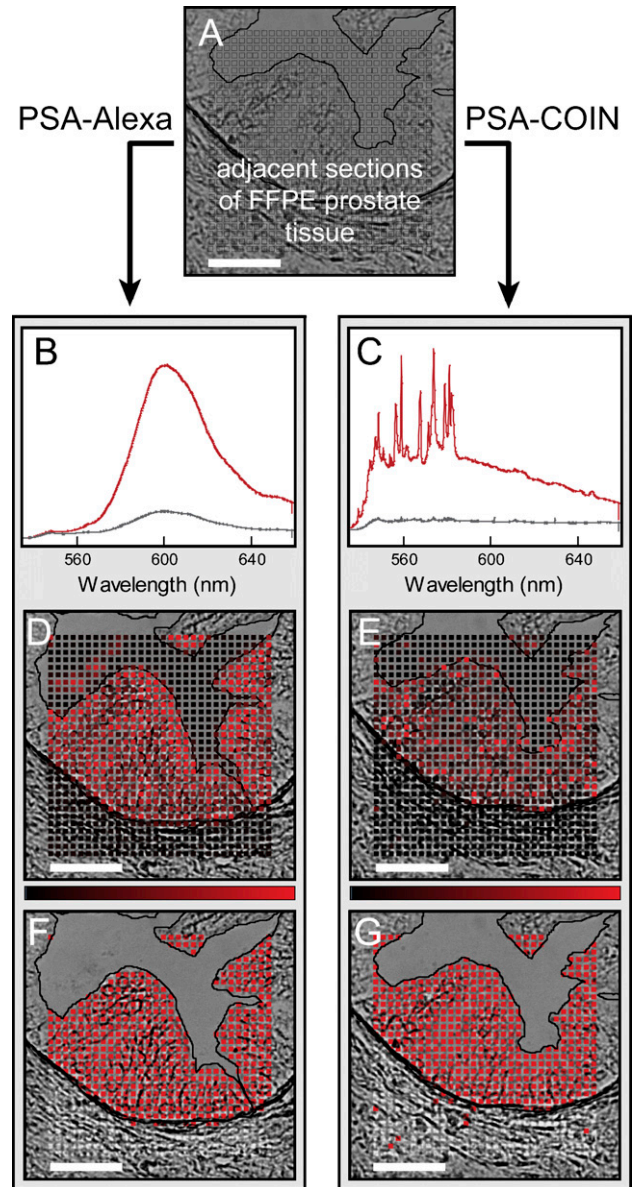 A
PSA-Alexa
PSA-COIN
adjacent sections
of FFPE prostate
tissue
B
560 600 640
Wavelength (nm)
C
560 600 640
Wavelength (nm)
D
E
F
G